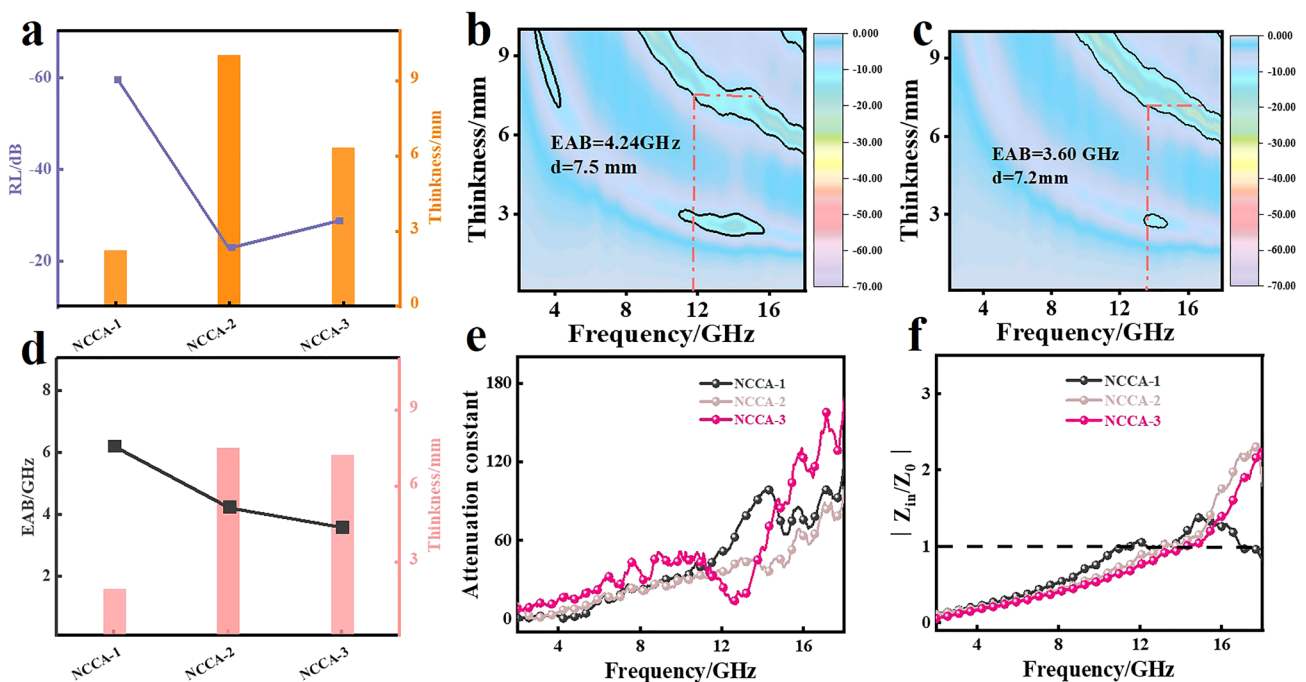 a
-60
-40
-20
RL/dB
9
6
3
0
Thinkness/mm
NCCA-1
NCCA-2
NCCA-3
b
9
6
3
Thinkness/mm
EAB=4.24GHz
d=7.5 mm
4
8
12
16
Frequency/GHz
0.000
-10.00
-20.00
-30.00
-40.00
-50.00
-60.00
-70.00
c
9
6
3
Thinkness/mm
EAB=3.60 GHz
d=7.2mm
4
8
12
16
Frequency/GHz
0.000
-10.00
-20.00
-30.00
-40.00
-50.00
-60.00
-70.00
d
8
6
4
2
EAB/GHz
9
6
3
Thinkness/mm
NCCA-1
NCCA-2
NCCA-3
e
180
120
60
0
Attenuation constant
NCCA-1
NCCA-2
NCCA-3
4
8
12
16
Frequency/GHz
f
3
2
1
0
| Zin/Z0 |
NCCA-1
NCCA-2
NCCA-3
4
8
12
16
Frequency/GHz